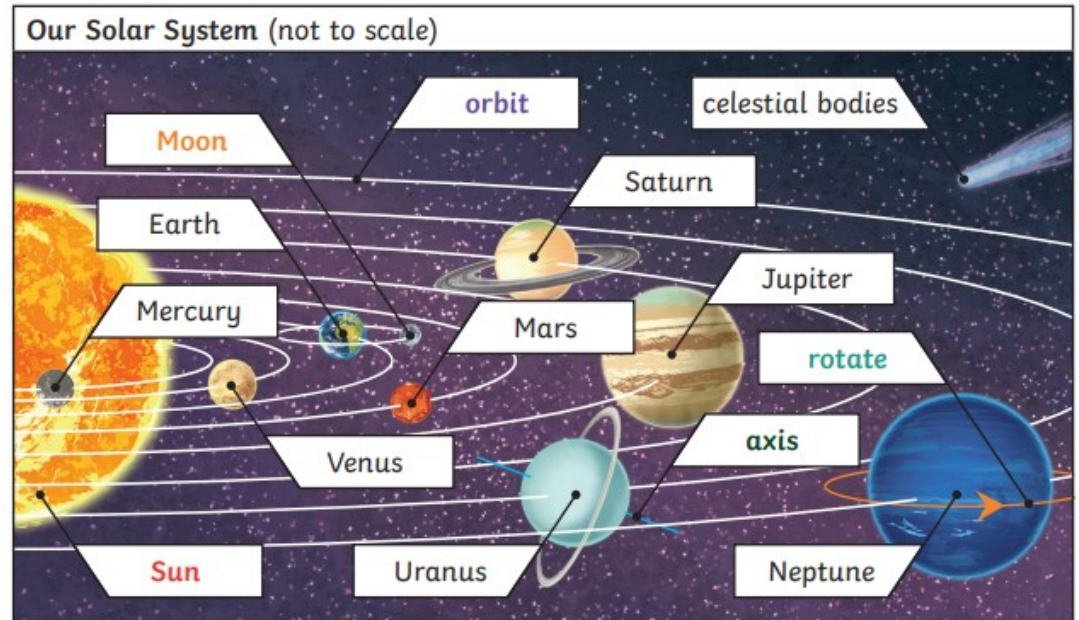 Our Solar System (not to scale)
orbit
celestial bodies
Moon
Saturn
Earth
Jupiter
Mercury
Mars
rotate
axis
Venus
Sun
Uranus
Neptune